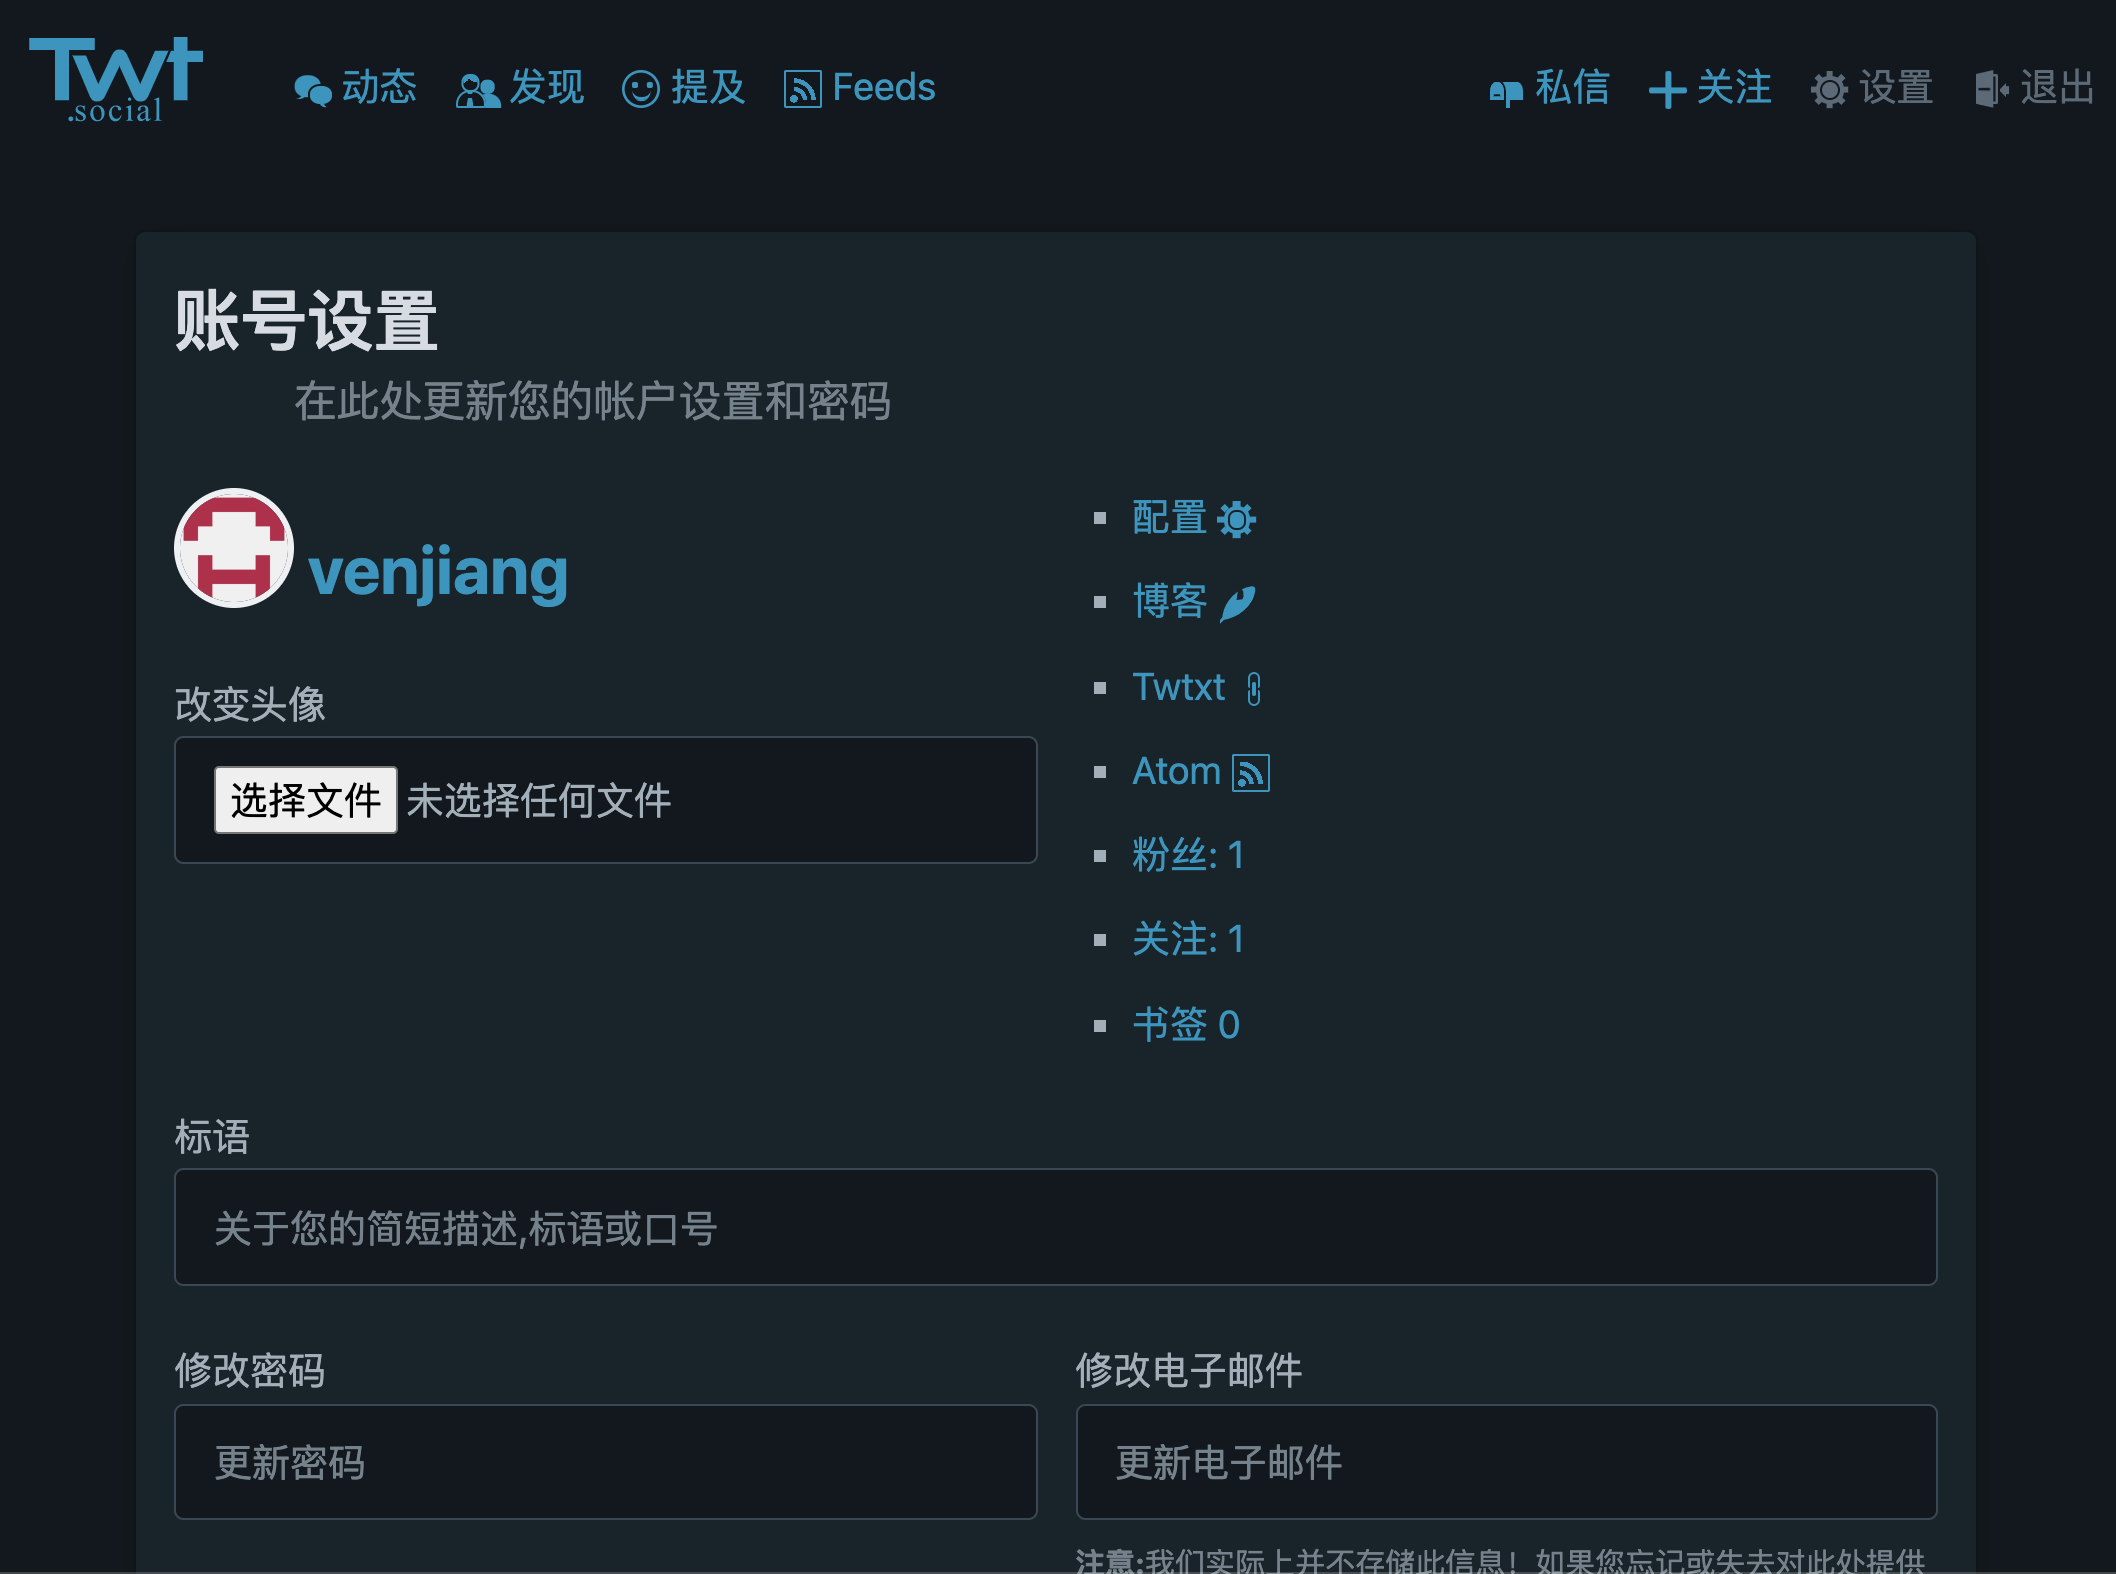 Twt
.social
动态 发现 提及 Feeds 私信 关注 设置 退出
账号设置
在此处更新您的帐户设置和密码
venjiang
改变头像
选择文件 未选择任何文件
配置
博客
Twtxt
Atom
粉丝: 1
关注: 1
书签 0
标语
关于您的简短描述,标语或口号
修改密码
更新密码
修改电子邮件
更新电子邮件
注意:我们实际上并不存储此信息！如果您忘记或失去对此处提供